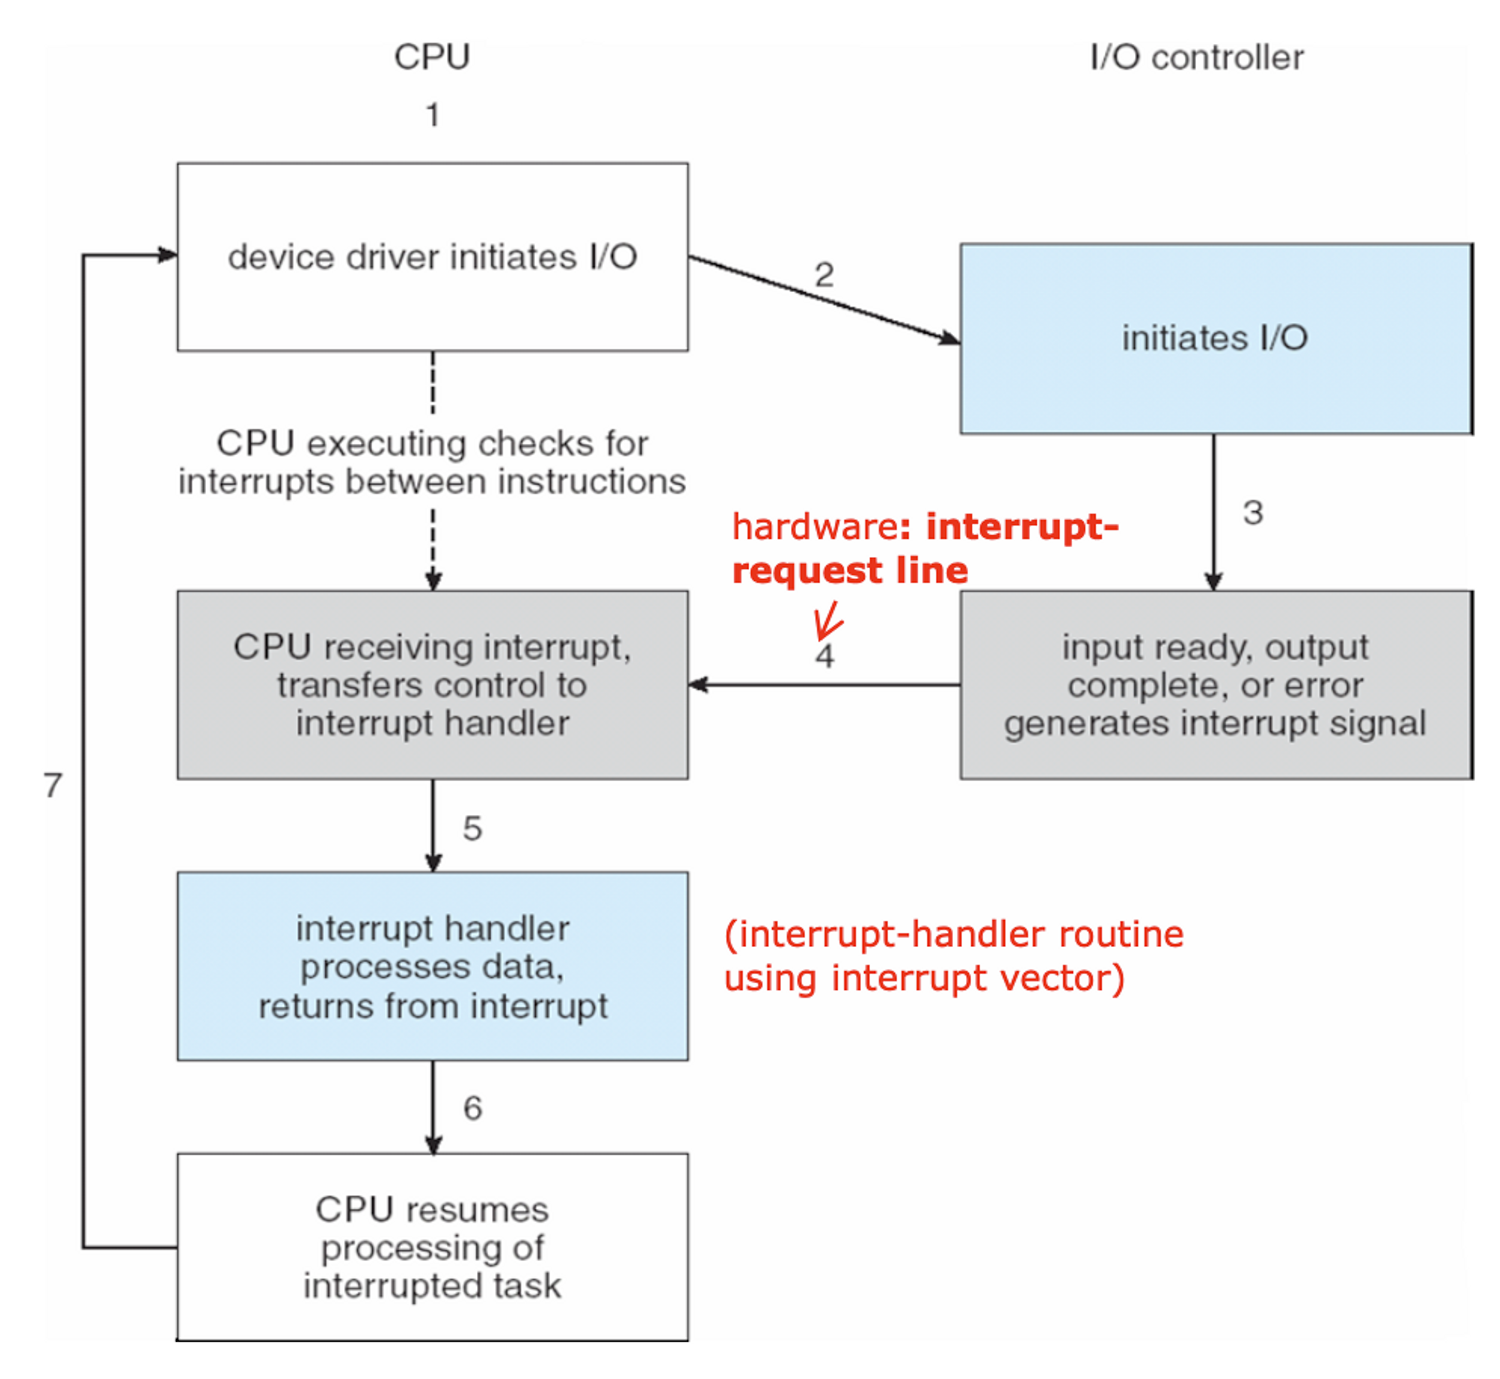 CPU
I/O controller
1
device driver initiates I/O
2
initiates I/O
CPU executing checks for
interrupts between instructions
3
hardware: interrupt-
request line
4
CPU receiving interrupt,
transfers control to
interrupt handler
input ready, output
complete, or error
generates interrupt signal
7
5
interrupt handler
processes data,
returns from interrupt
(interrupt-handler routine
using interrupt vector)
6
CPU resumes
processing of
interrupted task